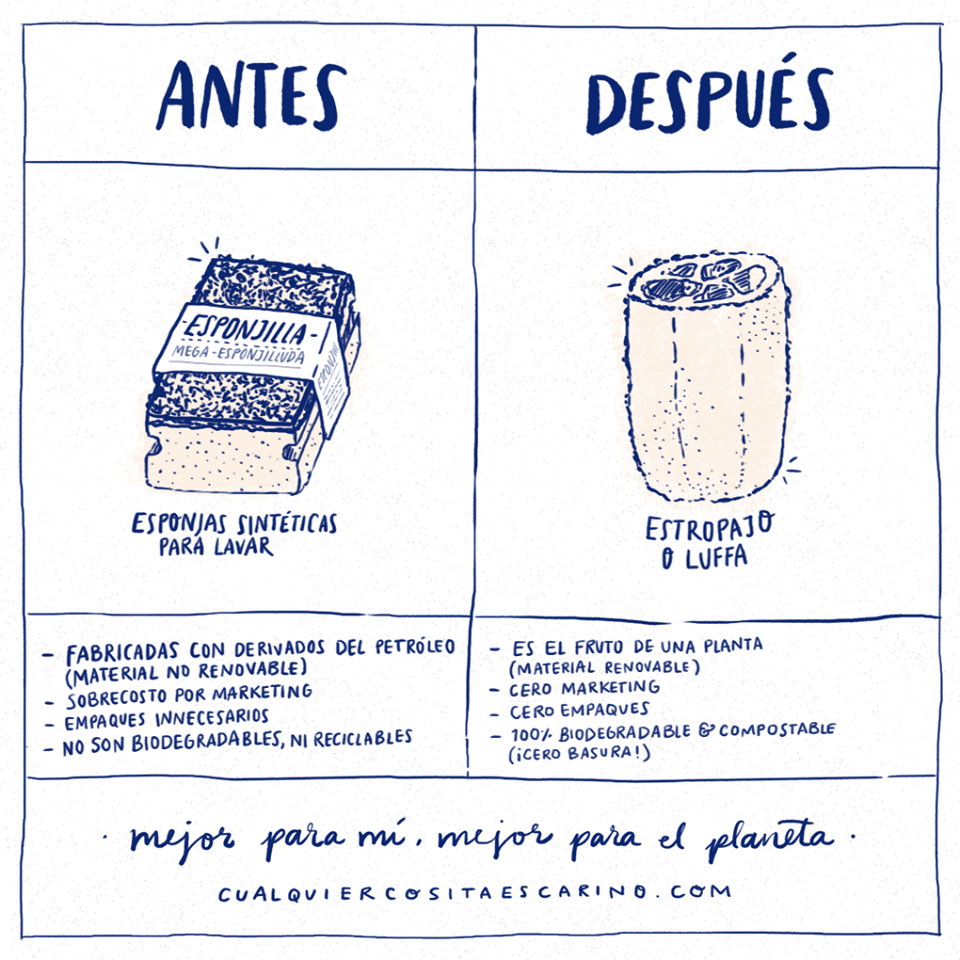 ANTES
DESPUÉS
-ESPONJILLA-
MEGA-ESPONJILLUDA
ESPONJAS SINTÉTICAS
PARA LAVAR
ESTROPAJO
O LUFFA
- FABRICADAS CON DERIVADOS DEL PETRÓLEO
(MATERIAL NO RENOVABLE)
- SOBRECOSTO POR MARKETING
- EMPAQUES INNECESARIOS
- NO SON BIODEGRADABLES, NI RECICLABLES
- ES EL FRUTO DE UNA PLANTA
(MATERIAL RENOVABLE)
- CERO MARKETING
- CERO EMPAQUES
- 100% BIODEGRADABLE & COMPOSTABLE
(¡CERO BASURA!)
· mejor para mí, mejor para el planeta ·
CUALQUIERCOSITAESCARINO.COM